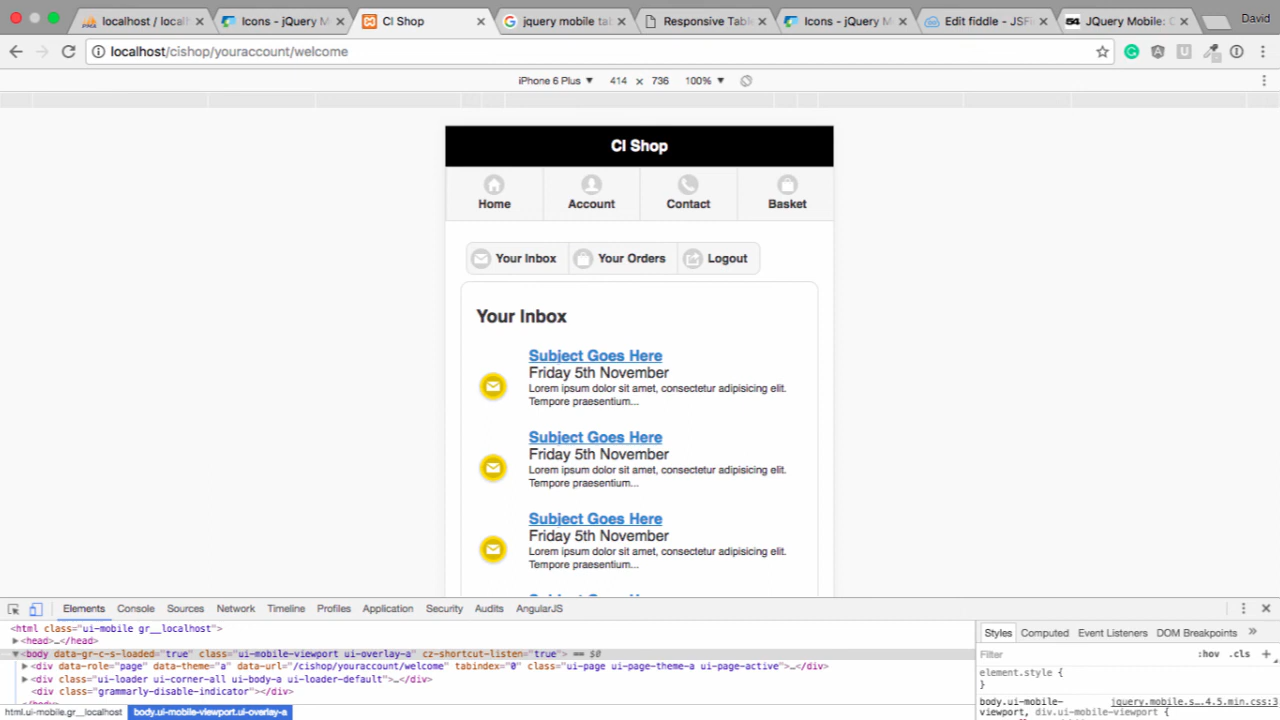 localhost / local
Icons - jQuery M
CI Shop
jquery mobile tab
Responsive Table
Icons - jQuery M
Edit fiddle - JSFi
JQuery Mobile: C
David
localhost/cishop/youraccount/welcome
iPhone 6 Plus ▼ 414 × 736 100% ▼
CI Shop
Home Account Contact Basket
Your Inbox Your Orders Logout
Your Inbox
Subject Goes Here
Friday 5th November
Lorem ipsum dolor sit amet, consectetur adipisicing elit.
Tempore praesentium...
Subject Goes Here
Friday 5th November
Lorem ipsum dolor sit amet, consectetur adipisicing elit.
Tempore praesentium...
Subject Goes Here
Friday 5th November
Lorem ipsum dolor sit amet, consectetur adipisicing elit.
Tempore praesentium...
Elements Console Sources Network Timeline Profiles Application Security Audits AngularJS
<html class="ui-mobile gr__localhost">
▶<head>…</head>
▼<body data-gr-c-s-loaded="true" class="ui-mobile-viewport ui-overlay-a" cz-shortcut-listen="true"> == $0
▶<div data-role="page" data-theme="a" data-url="/cishop/youraccount/welcome" tabindex="0" class="ui-page ui-page-theme-a ui-page-active">…</div>
▶<div class="ui-loader ui-corner-all ui-body-a ui-loader-default">…</div>
<div class="grammarly-disable-indicator"></div>
</body>
html.ui-mobile.gr__localhost body.ui-mobile-viewport.ui-overlay-a
Styles Computed Event Listeners DOM Breakpoints »
Filter :hov .cls +
element.style {
}
body.ui-mobile- jquery.mobile.s…4.5.min.css:3
viewport, div.ui-mobile-viewport {